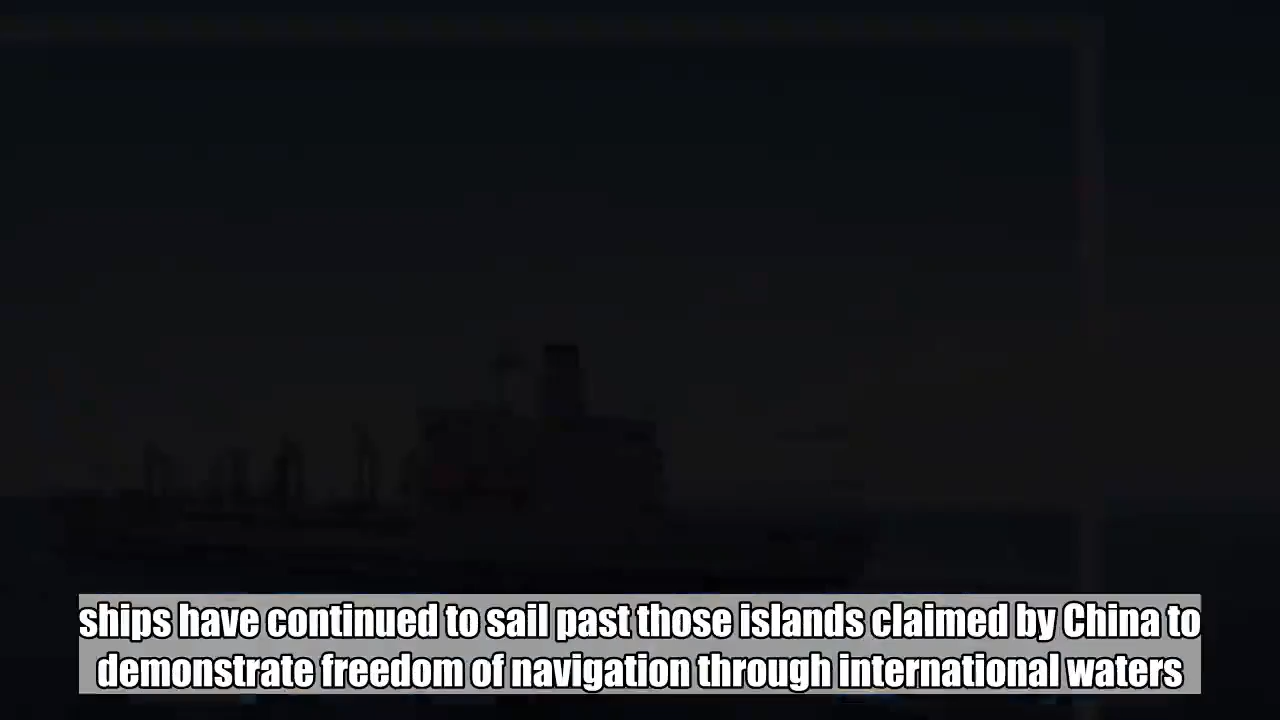 ships have continued to sail past those islands claimed by China to
demonstrate freedom of navigation through international waters